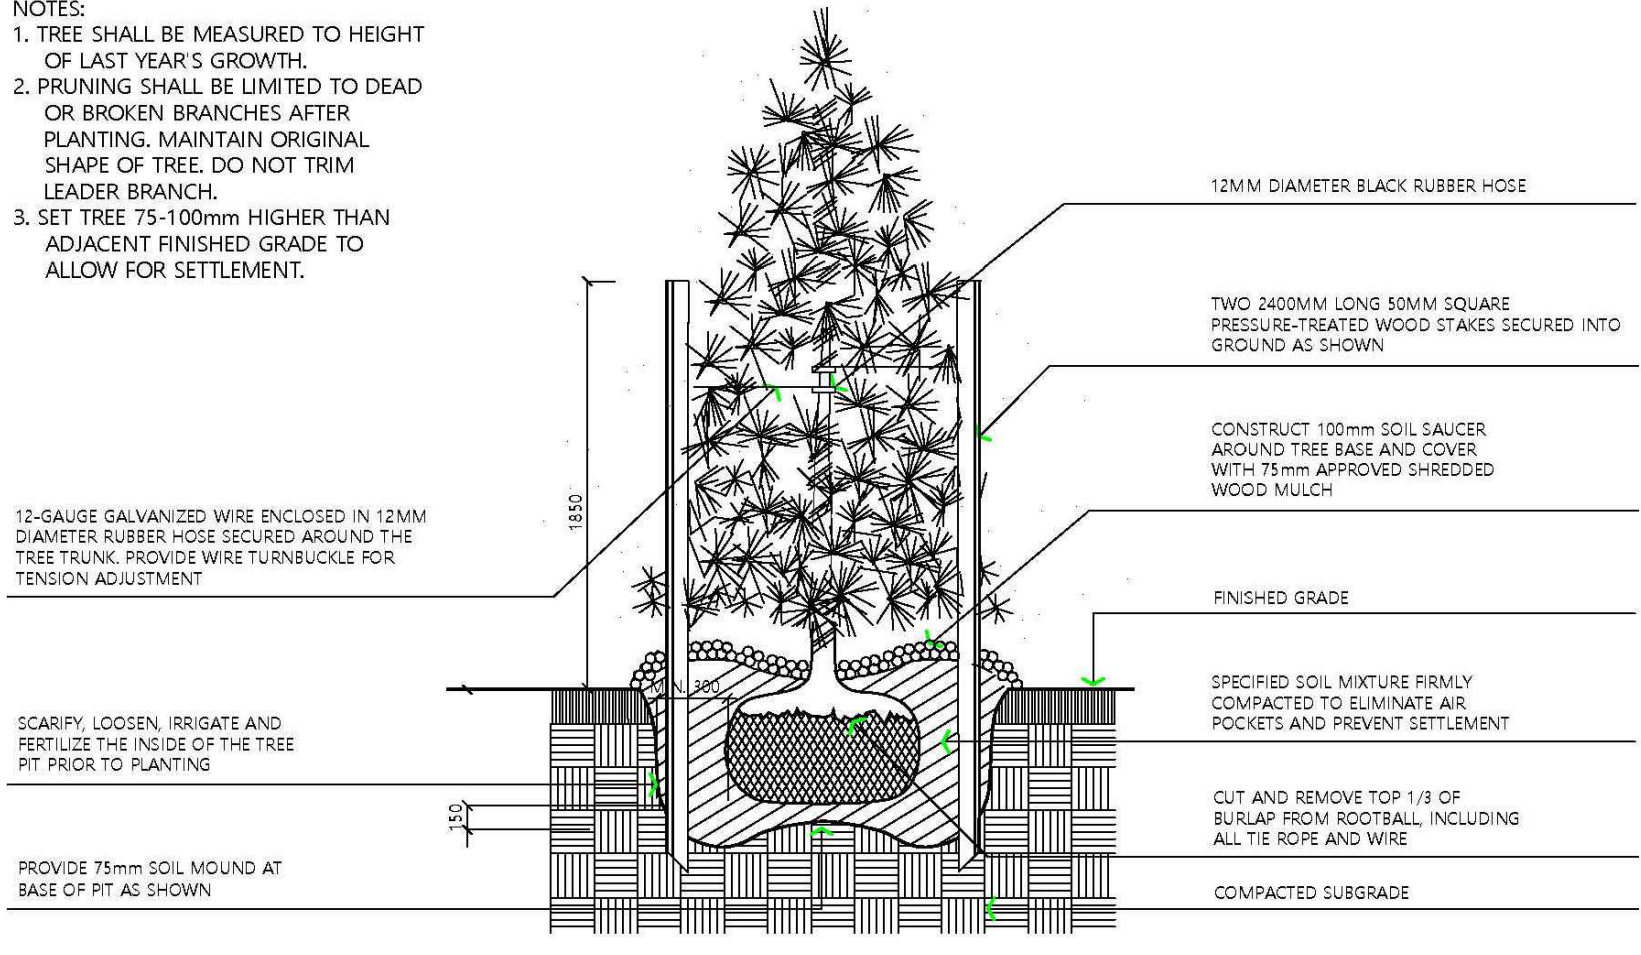 NOTES:
1. TREE SHALL BE MEASURED TO HEIGHT
OF LAST YEAR'S GROWTH.
2. PRUNING SHALL BE LIMITED TO DEAD
OR BROKEN BRANCHES AFTER
PLANTING. MAINTAIN ORIGINAL
SHAPE OF TREE. DO NOT TRIM
LEADER BRANCH.
3. SET TREE 75-100mm HIGHER THAN
ADJACENT FINISHED GRADE TO
ALLOW FOR SETTLEMENT.
12MM DIAMETER BLACK RUBBER HOSE
TWO 2400MM LONG 50MM SQUARE
PRESSURE-TREATED WOOD STAKES SECURED INTO
GROUND AS SHOWN
CONSTRUCT 100mm SOIL SAUCER
AROUND TREE BASE AND COVER
WITH 75mm APPROVED SHREDDED
WOOD MULCH
1850
12-GAUGE GALVANIZED WIRE ENCLOSED IN 12MM
DIAMETER RUBBER HOSE SECURED AROUND THE
TREE TRUNK. PROVIDE WIRE TURNBUCKLE FOR
TENSION ADJUSTMENT
FINISHED GRADE
MIN. 300
SPECIFIED SOIL MIXTURE FIRMLY
COMPACTED TO ELIMINATE AIR
POCKETS AND PREVENT SETTLEMENT
SCARIFY, LOOSEN, IRRIGATE AND
FERTILIZE THE INSIDE OF THE TREE
PIT PRIOR TO PLANTING
150
CUT AND REMOVE TOP 1/3 OF
BURLAP FROM ROOTBALL, INCLUDING
ALL TIE ROPE AND WIRE
PROVIDE 75mm SOIL MOUND AT
BASE OF PIT AS SHOWN
COMPACTED SUBGRADE